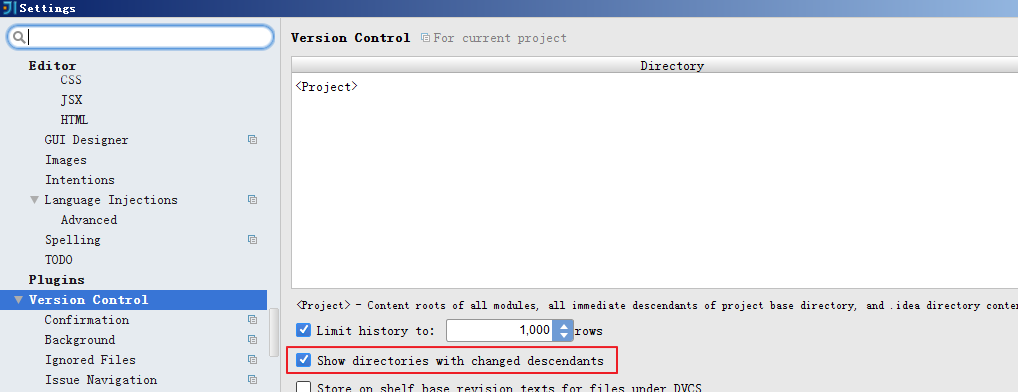 Settings
Editor
CSS
JSX
HTML
GUI Designer
Images
Intentions
Language Injections
Advanced
Spelling
TODO
Plugins
Version Control
Confirmation
Background
Ignored Files
Issue Navigation
Version Control For current project
Directory
<Project>
<Project> - Content roots of all modules, all immediate descendants of project base directory, and .idea directory conte
Limit history to: 1,000 rows
Show directories with changed descendants
Store on shelf base revision texts for files under DVCS